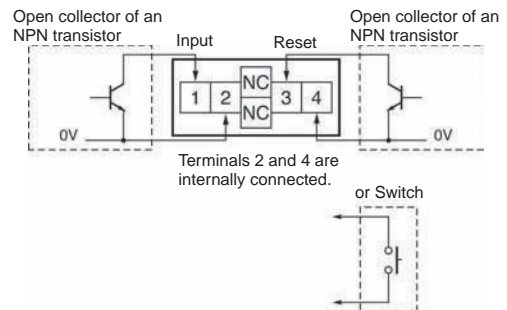 Open collector of an
NPN transistor
Open collector of an
NPN transistor
Input
Reset
1
2
NC
NC
3
4
0V
0V
Terminals 2 and 4 are
internally connected.
or Switch